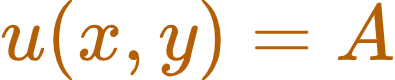 u(x, y) = A